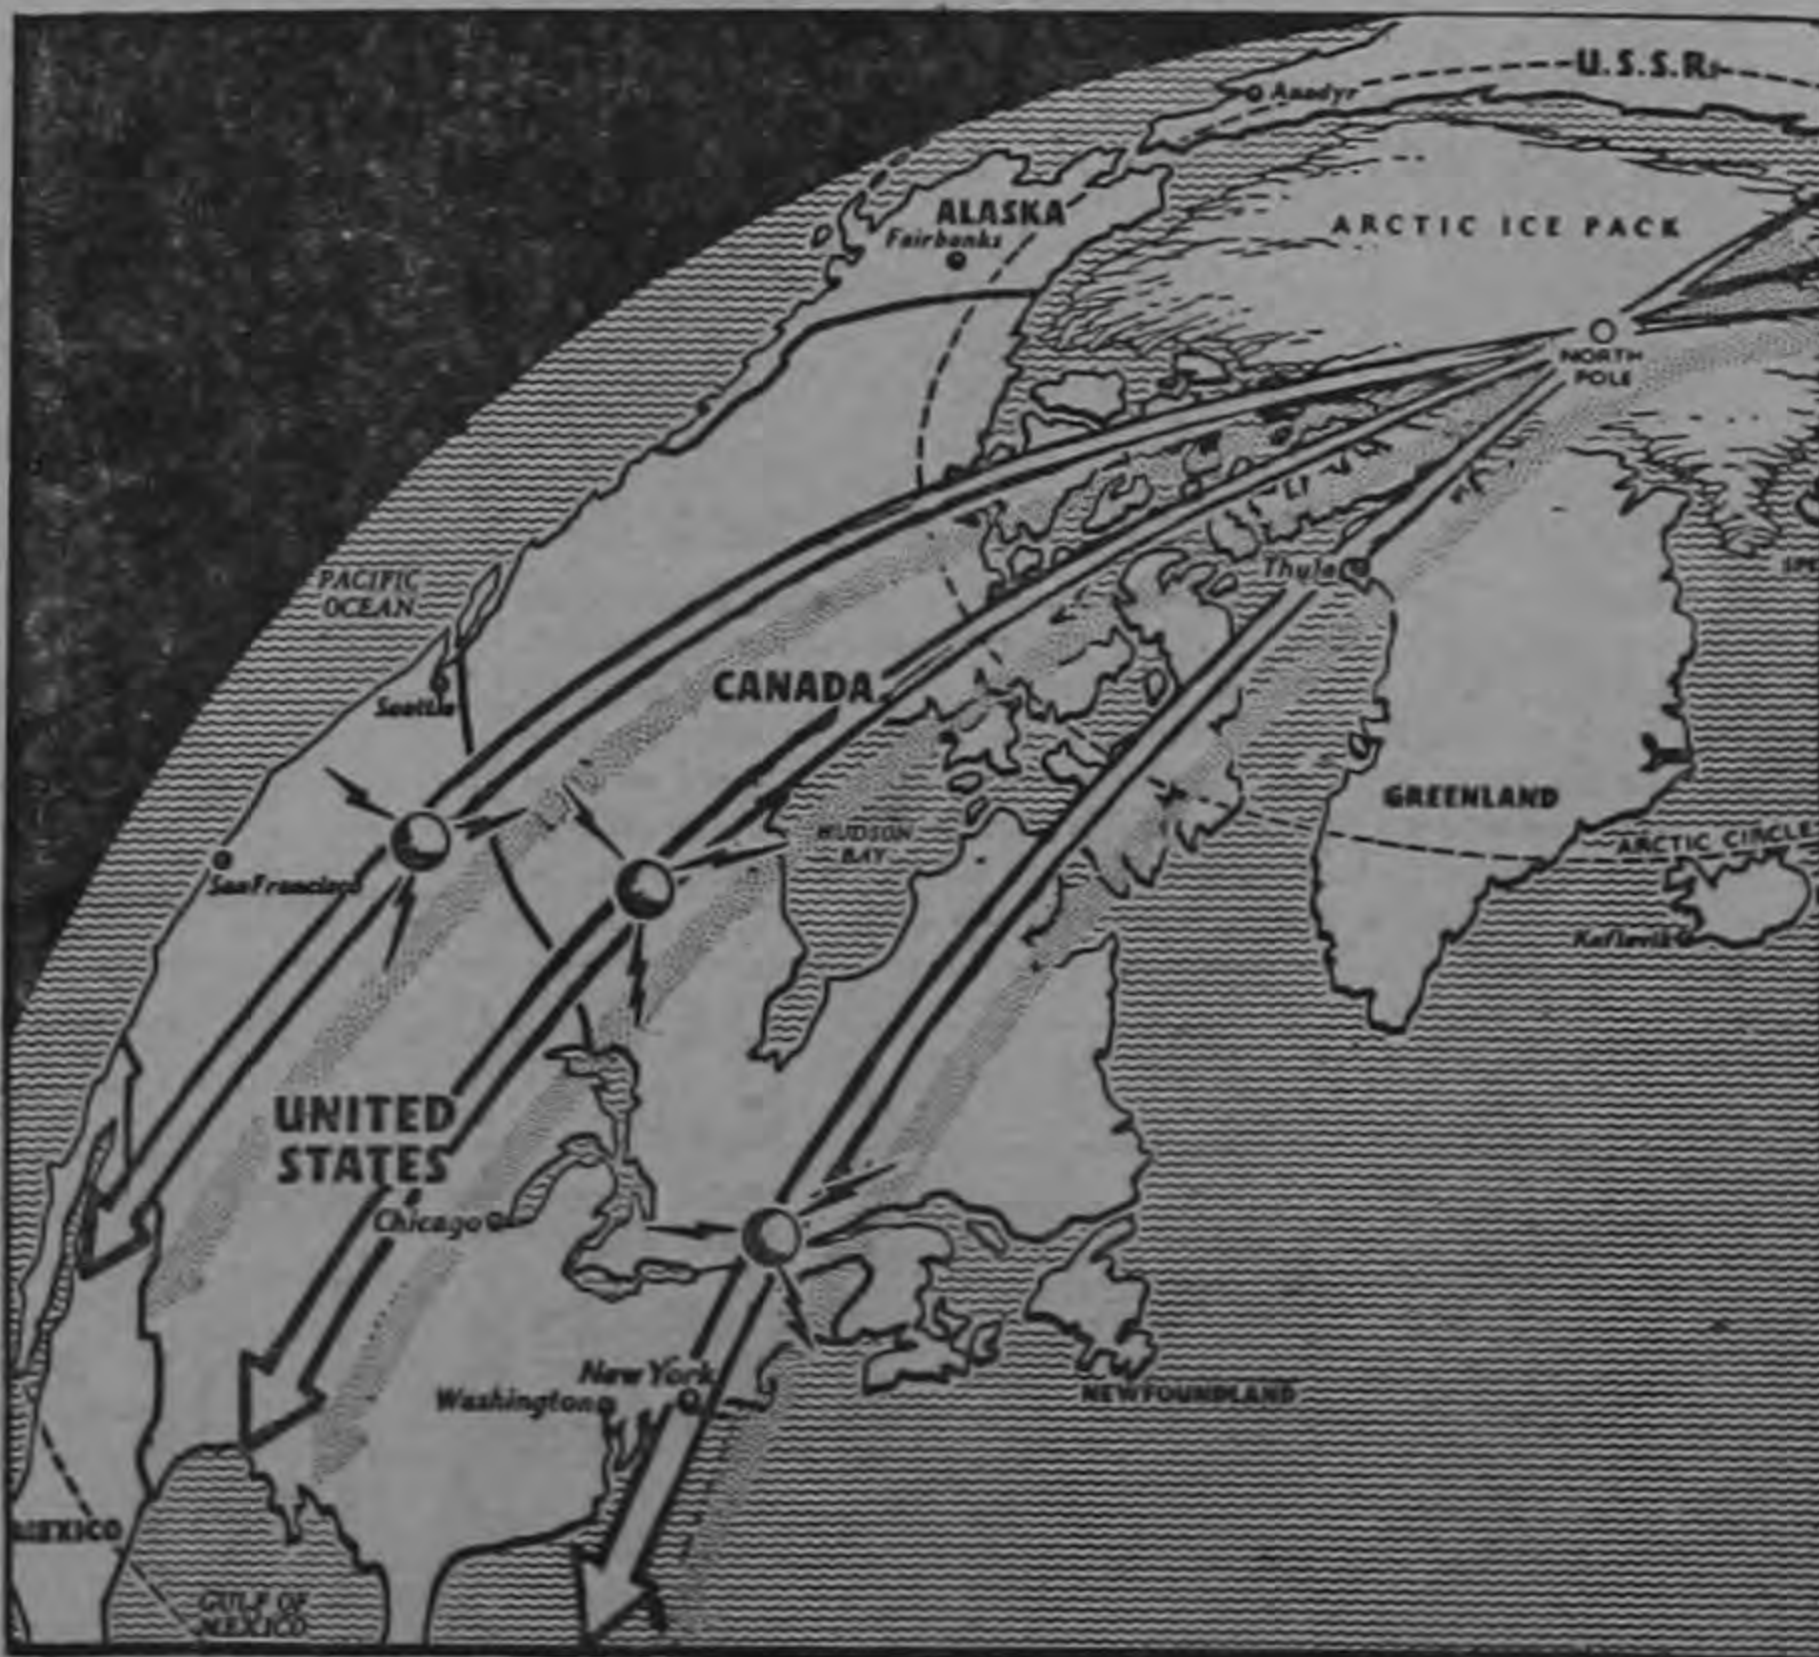 U.S.S.R.
Anadyr
ALASKA
Fairbanks
ARCTIC ICE PACK
NORTH
POLE
Thule
PACIFIC
OCEAN
CANADA
Seattle
GREENLAND
HUDSON
BAY
ARCTIC CIRCLE
San Francisco
Keflavik
UNITED
STATES
Chicago
New York
Washington
NEWFOUNDLAND
MEXICO
GULF OF
MEXICO